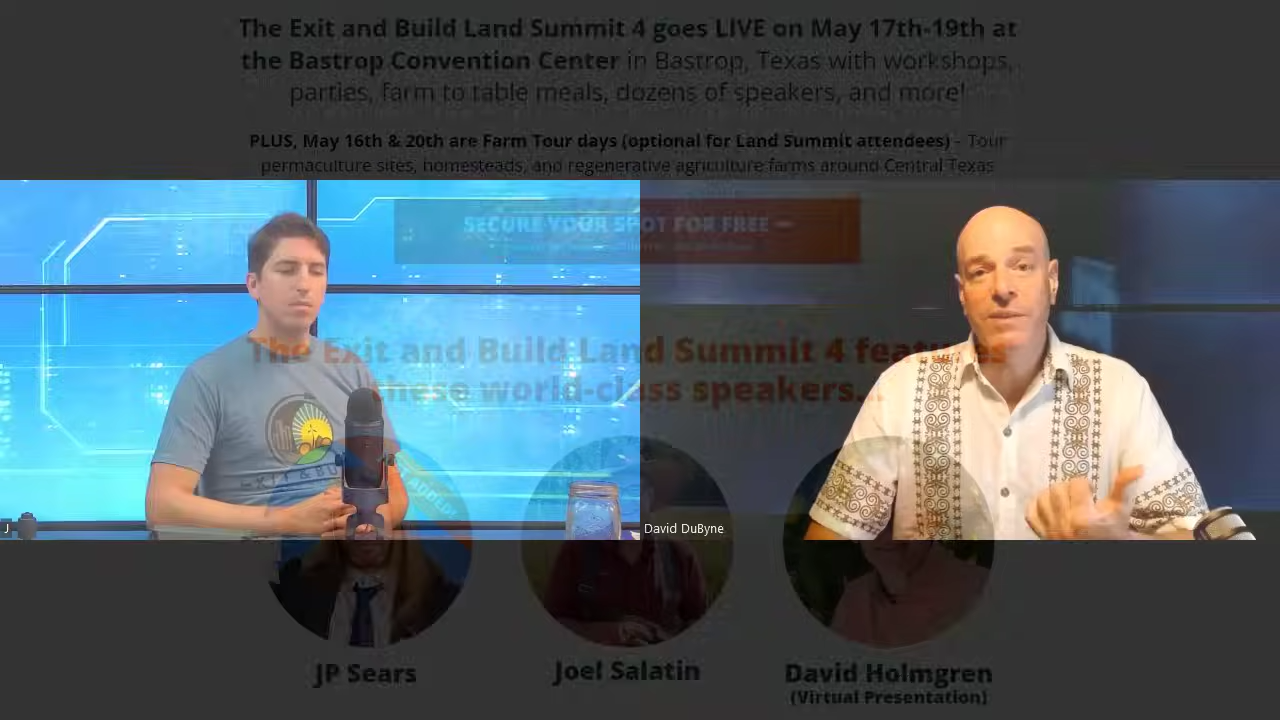 The Exit and Build Land Summit 4 goes LIVE on May 17th-19th at
the Bastrop Convention Center in Bastrop, Texas with workshops,
parties, farm to table meals, dozens of speakers, and more!
PLUS, May 16th & 20th are Farm Tour days (optional for Land Summit attendees) - Tour
permaculture sites, homesteads, and regenerative agriculture farms around Central Texas
SECURE YOUR SPOT FOR FREE —
The Exit and Build Land Summit 4 features
these world-class speakers...
EXIT & BU
ADDED!
J
David DuByne
JP Sears
Joel Salatin
David Holmgren
(Virtual Presentation)